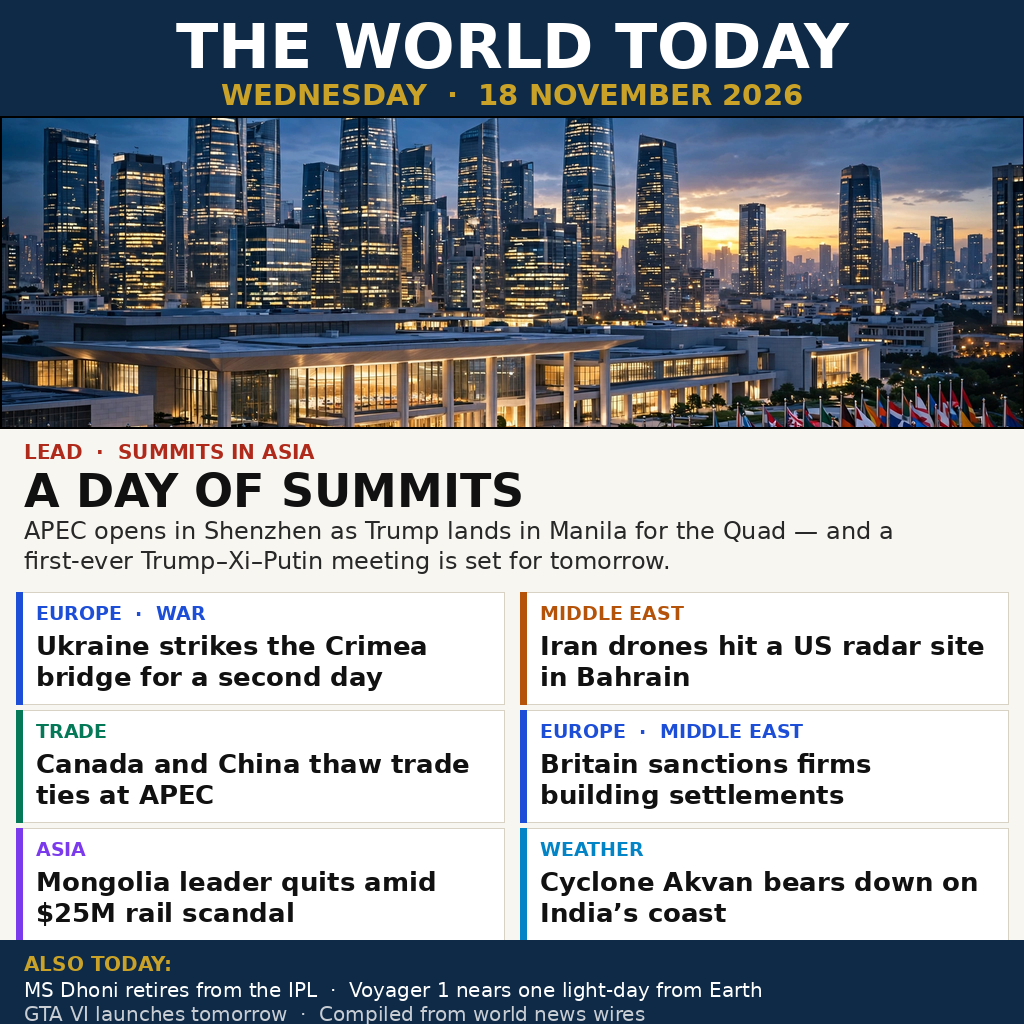 THE WORLD TODAY
WEDNESDAY · 18 NOVEMBER 2026
LEAD · SUMMITS IN ASIA
A DAY OF SUMMITS
APEC opens in Shenzhen as Trump lands in Manila for the Quad — and a
first-ever Trump–Xi–Putin meeting is set for tomorrow.
EUROPE · WAR
Ukraine strikes the Crimea
bridge for a second day
MIDDLE EAST
Iran drones hit a US radar site
in Bahrain
TRADE
Canada and China thaw trade
ties at APEC
EUROPE · MIDDLE EAST
Britain sanctions firms
building settlements
ASIA
Mongolia leader quits amid
$25M rail scandal
WEATHER
Cyclone Akvan bears down on
India’s coast
ALSO TODAY:
MS Dhoni retires from the IPL · Voyager 1 nears one light-day from Earth
GTA VI launches tomorrow · Compiled from world news wires